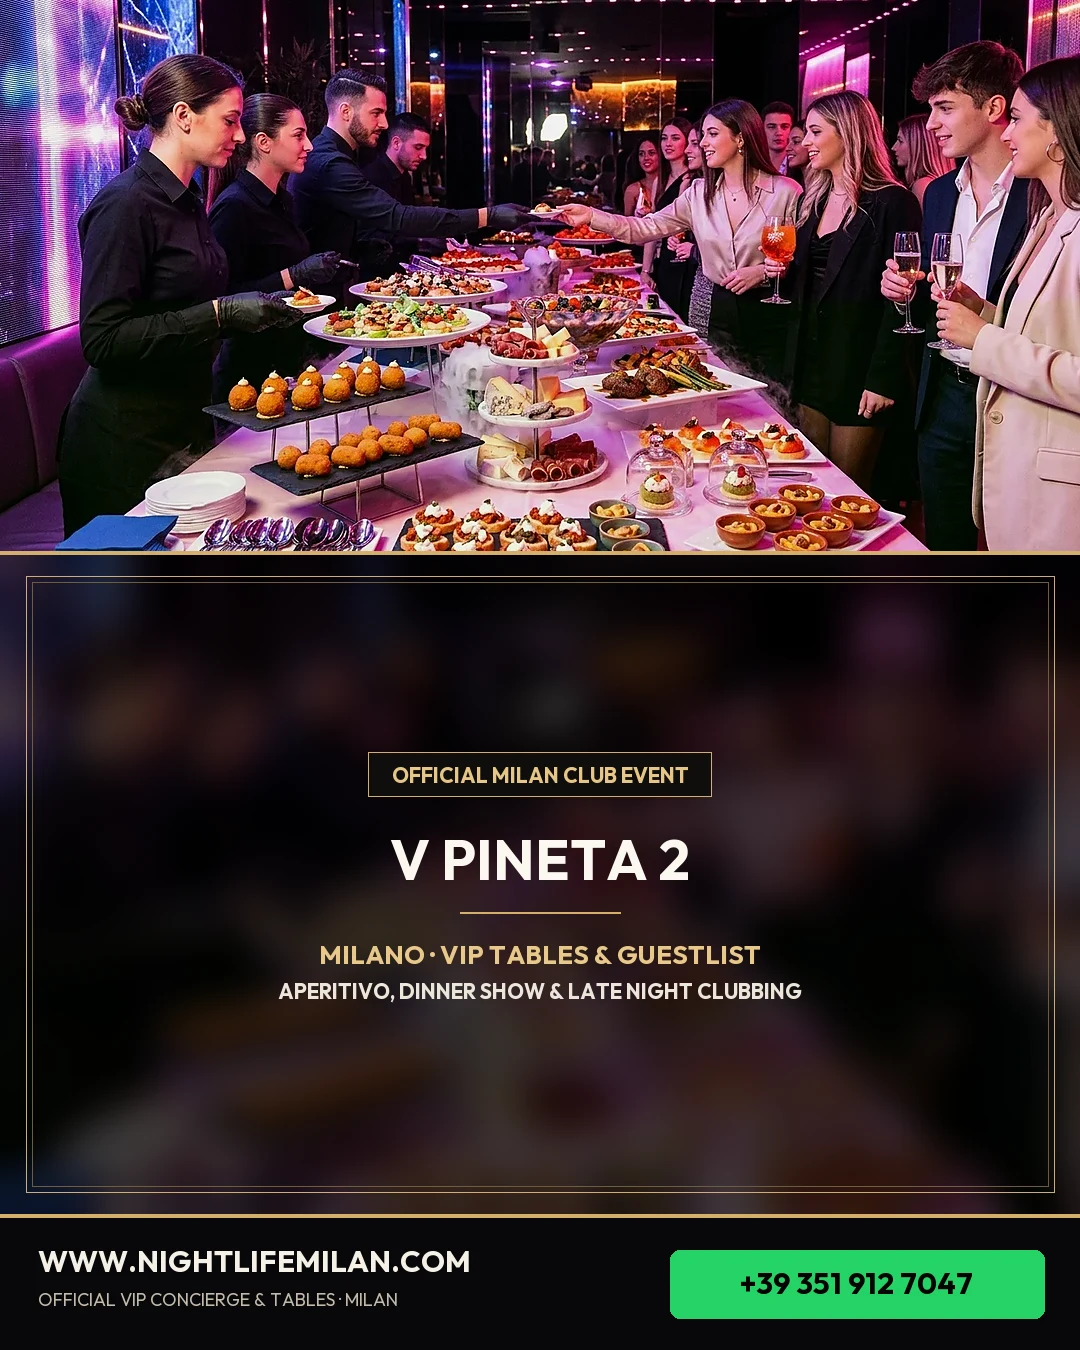 OFFICIAL MILAN CLUB EVENT
V PINETA 2
MILANO · VIP TABLES & GUESTLIST
APERITIVO, DINNER SHOW & LATE NIGHT CLUBBING
WWW.NIGHTLIFEMILAN.COM
OFFICIAL VIP CONCIERGE & TABLES · MILAN
+39 351 912 7047